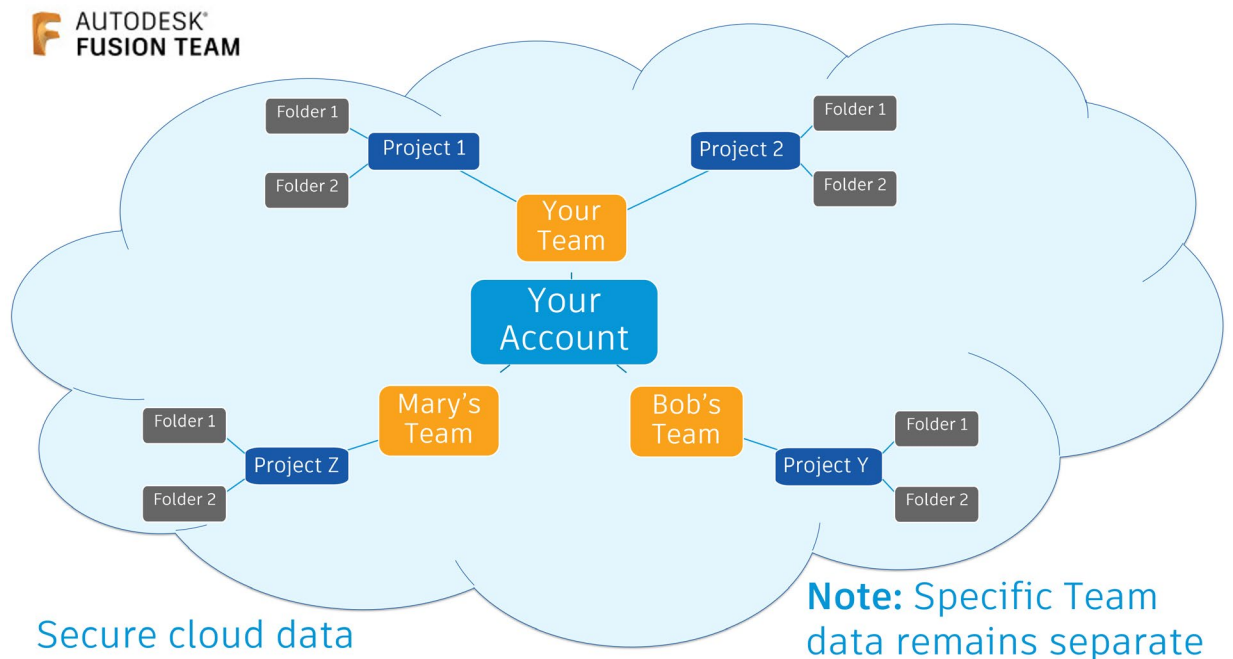 AUTODESK®
FUSION TEAM
Folder 1
Project 1
Folder 2
Folder 1
Project 2
Folder 2
Your
Team
Your
Account
Mary's
Team
Bob's
Team
Folder 1
Project Z
Folder 2
Folder 1
Project Y
Folder 2
Secure cloud data
Note: Specific Team
data remains separate